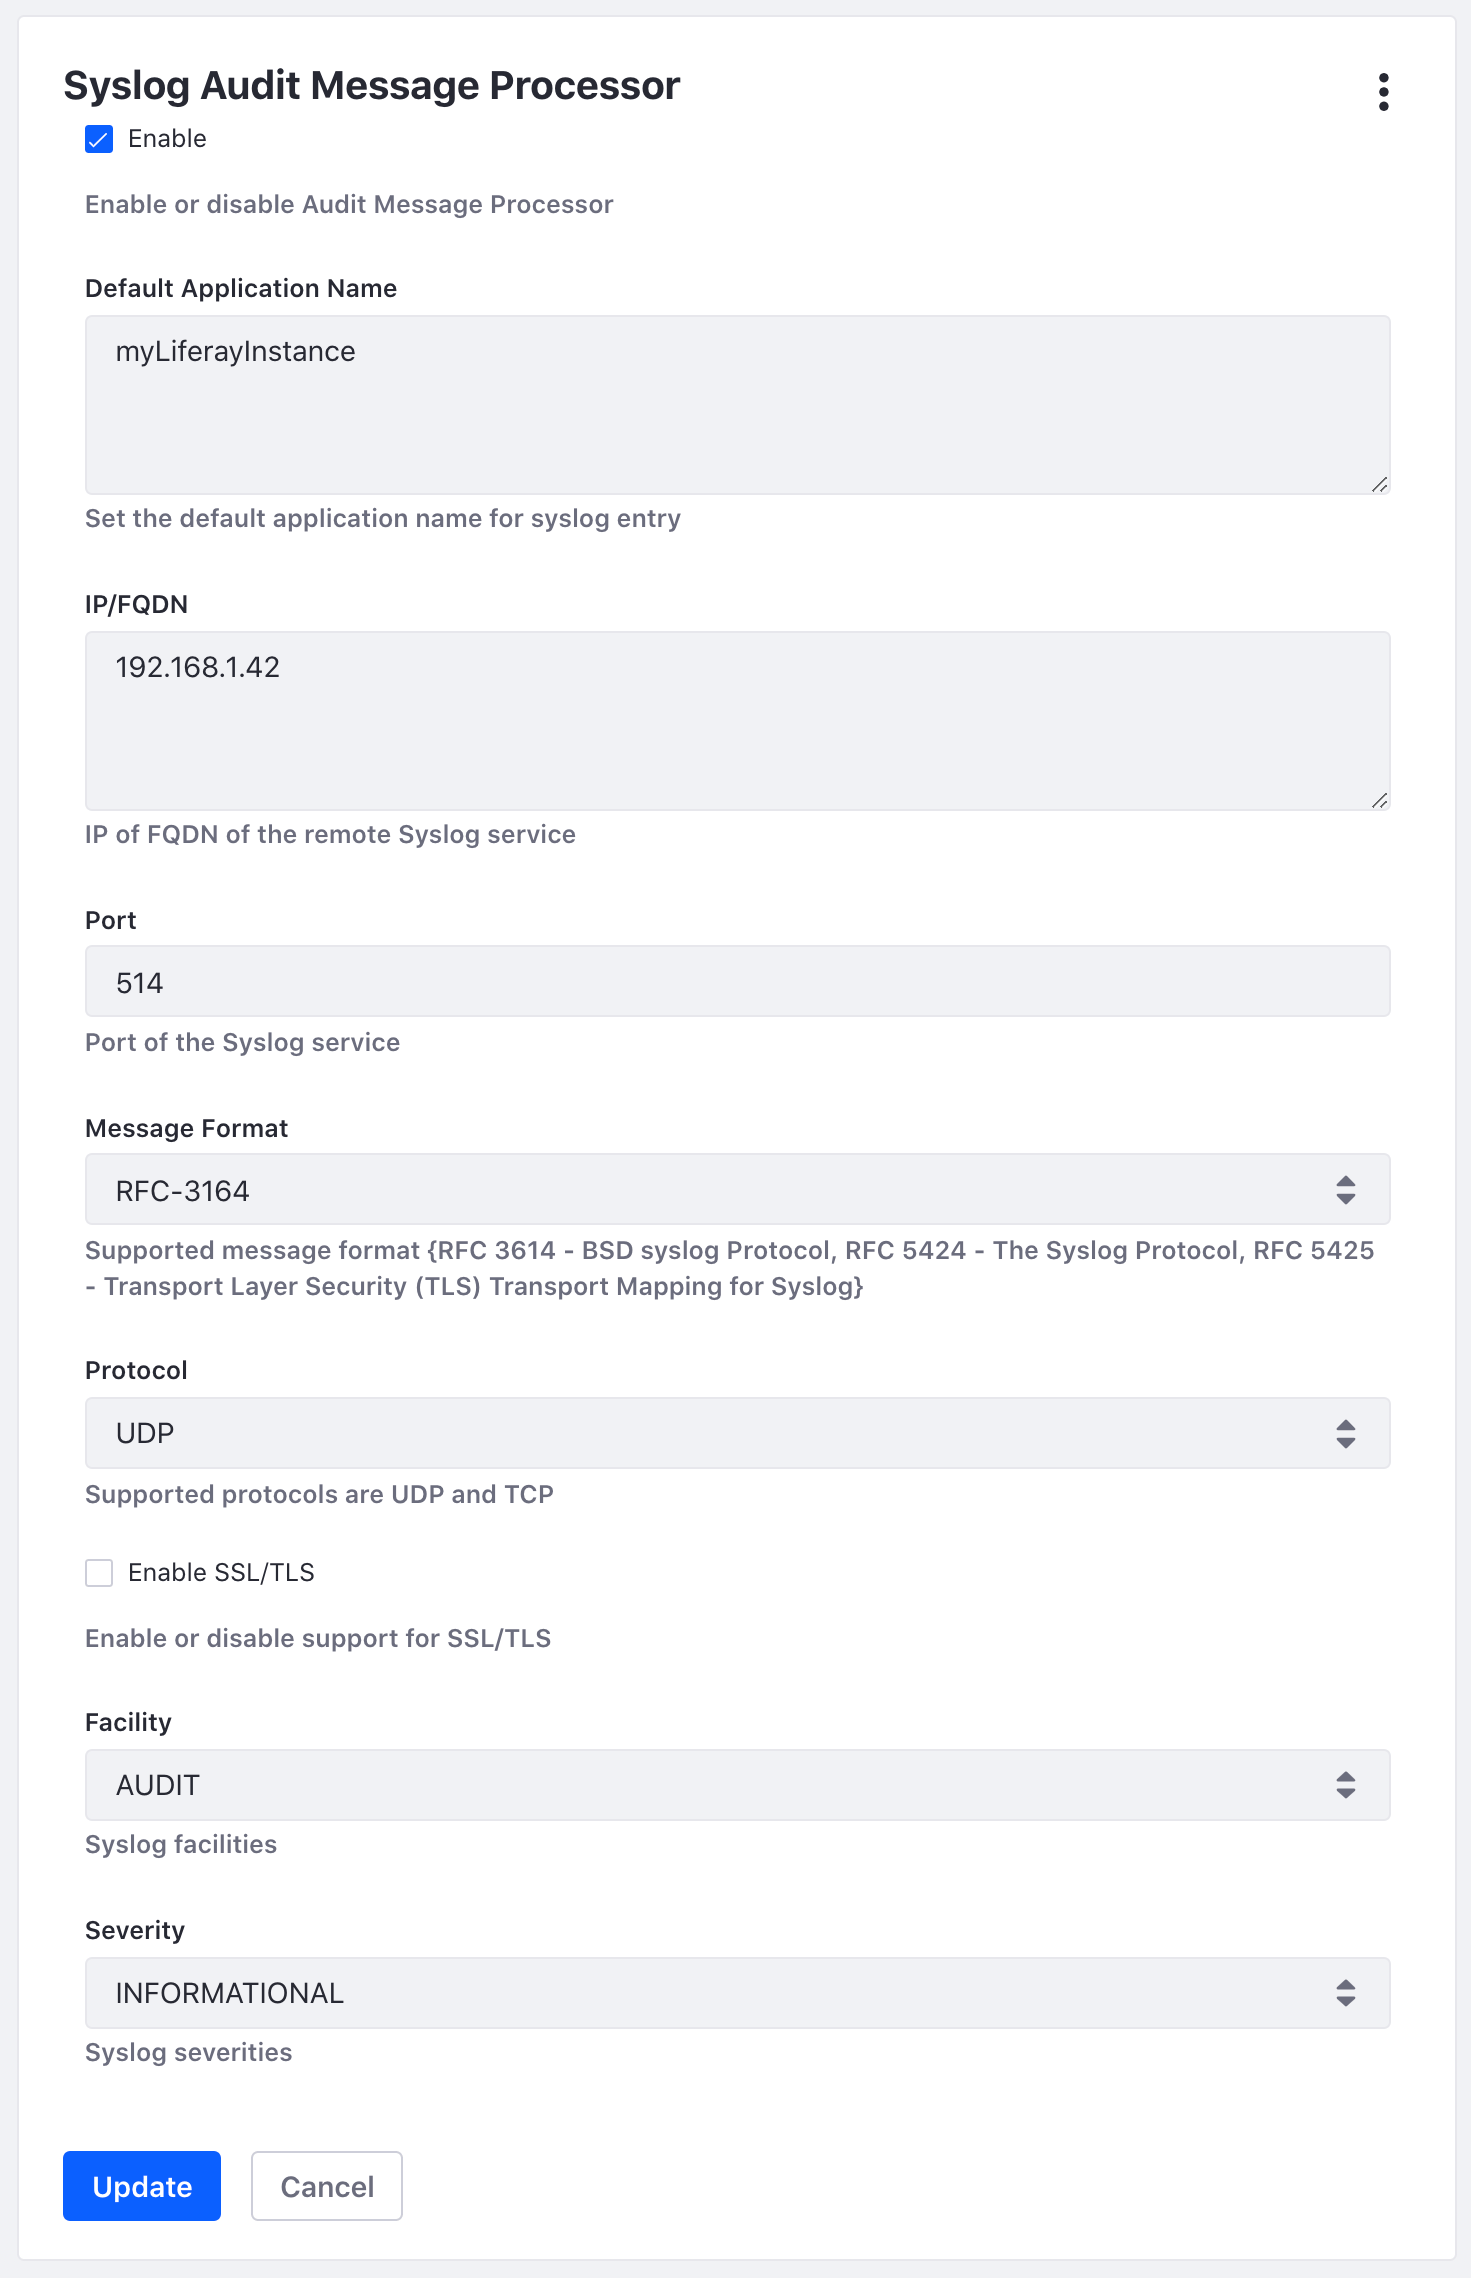 Syslog Audit Message Processor
Enable
Enable or disable Audit Message Processor
Default Application Name
myLiferayInstance
Set the default application name for syslog entry
IP/FQDN
192.168.1.42
IP of FQDN of the remote Syslog service
Port
514
Port of the Syslog service
Message Format
RFC-3164
Supported message format {RFC 3614 - BSD syslog Protocol, RFC 5424 - The Syslog Protocol, RFC 5425
- Transport Layer Security (TLS) Transport Mapping for Syslog}
Protocol
UDP
Supported protocols are UDP and TCP
Enable SSL/TLS
Enable or disable support for SSL/TLS
Facility
AUDIT
Syslog facilities
Severity
INFORMATIONAL
Syslog severities
Update Cancel